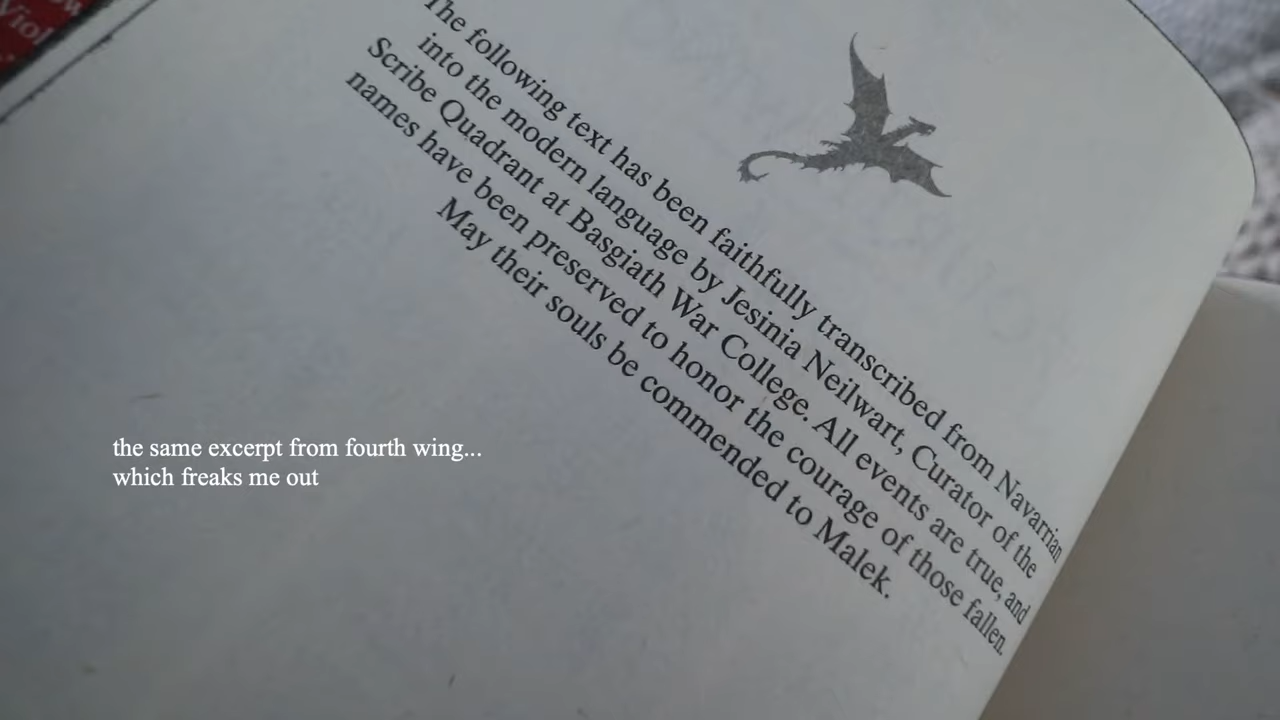 The following text has been faithfully transcribed from Navarrian
into the modern language by Jesinia Neilwart, Curator of the
Scribe Quadrant at Basgiath War College. All events are true, and
names have been preserved to honor the courage of those fallen.
May their souls be commended to Malek.
the same excerpt from fourth wing...
which freaks me out